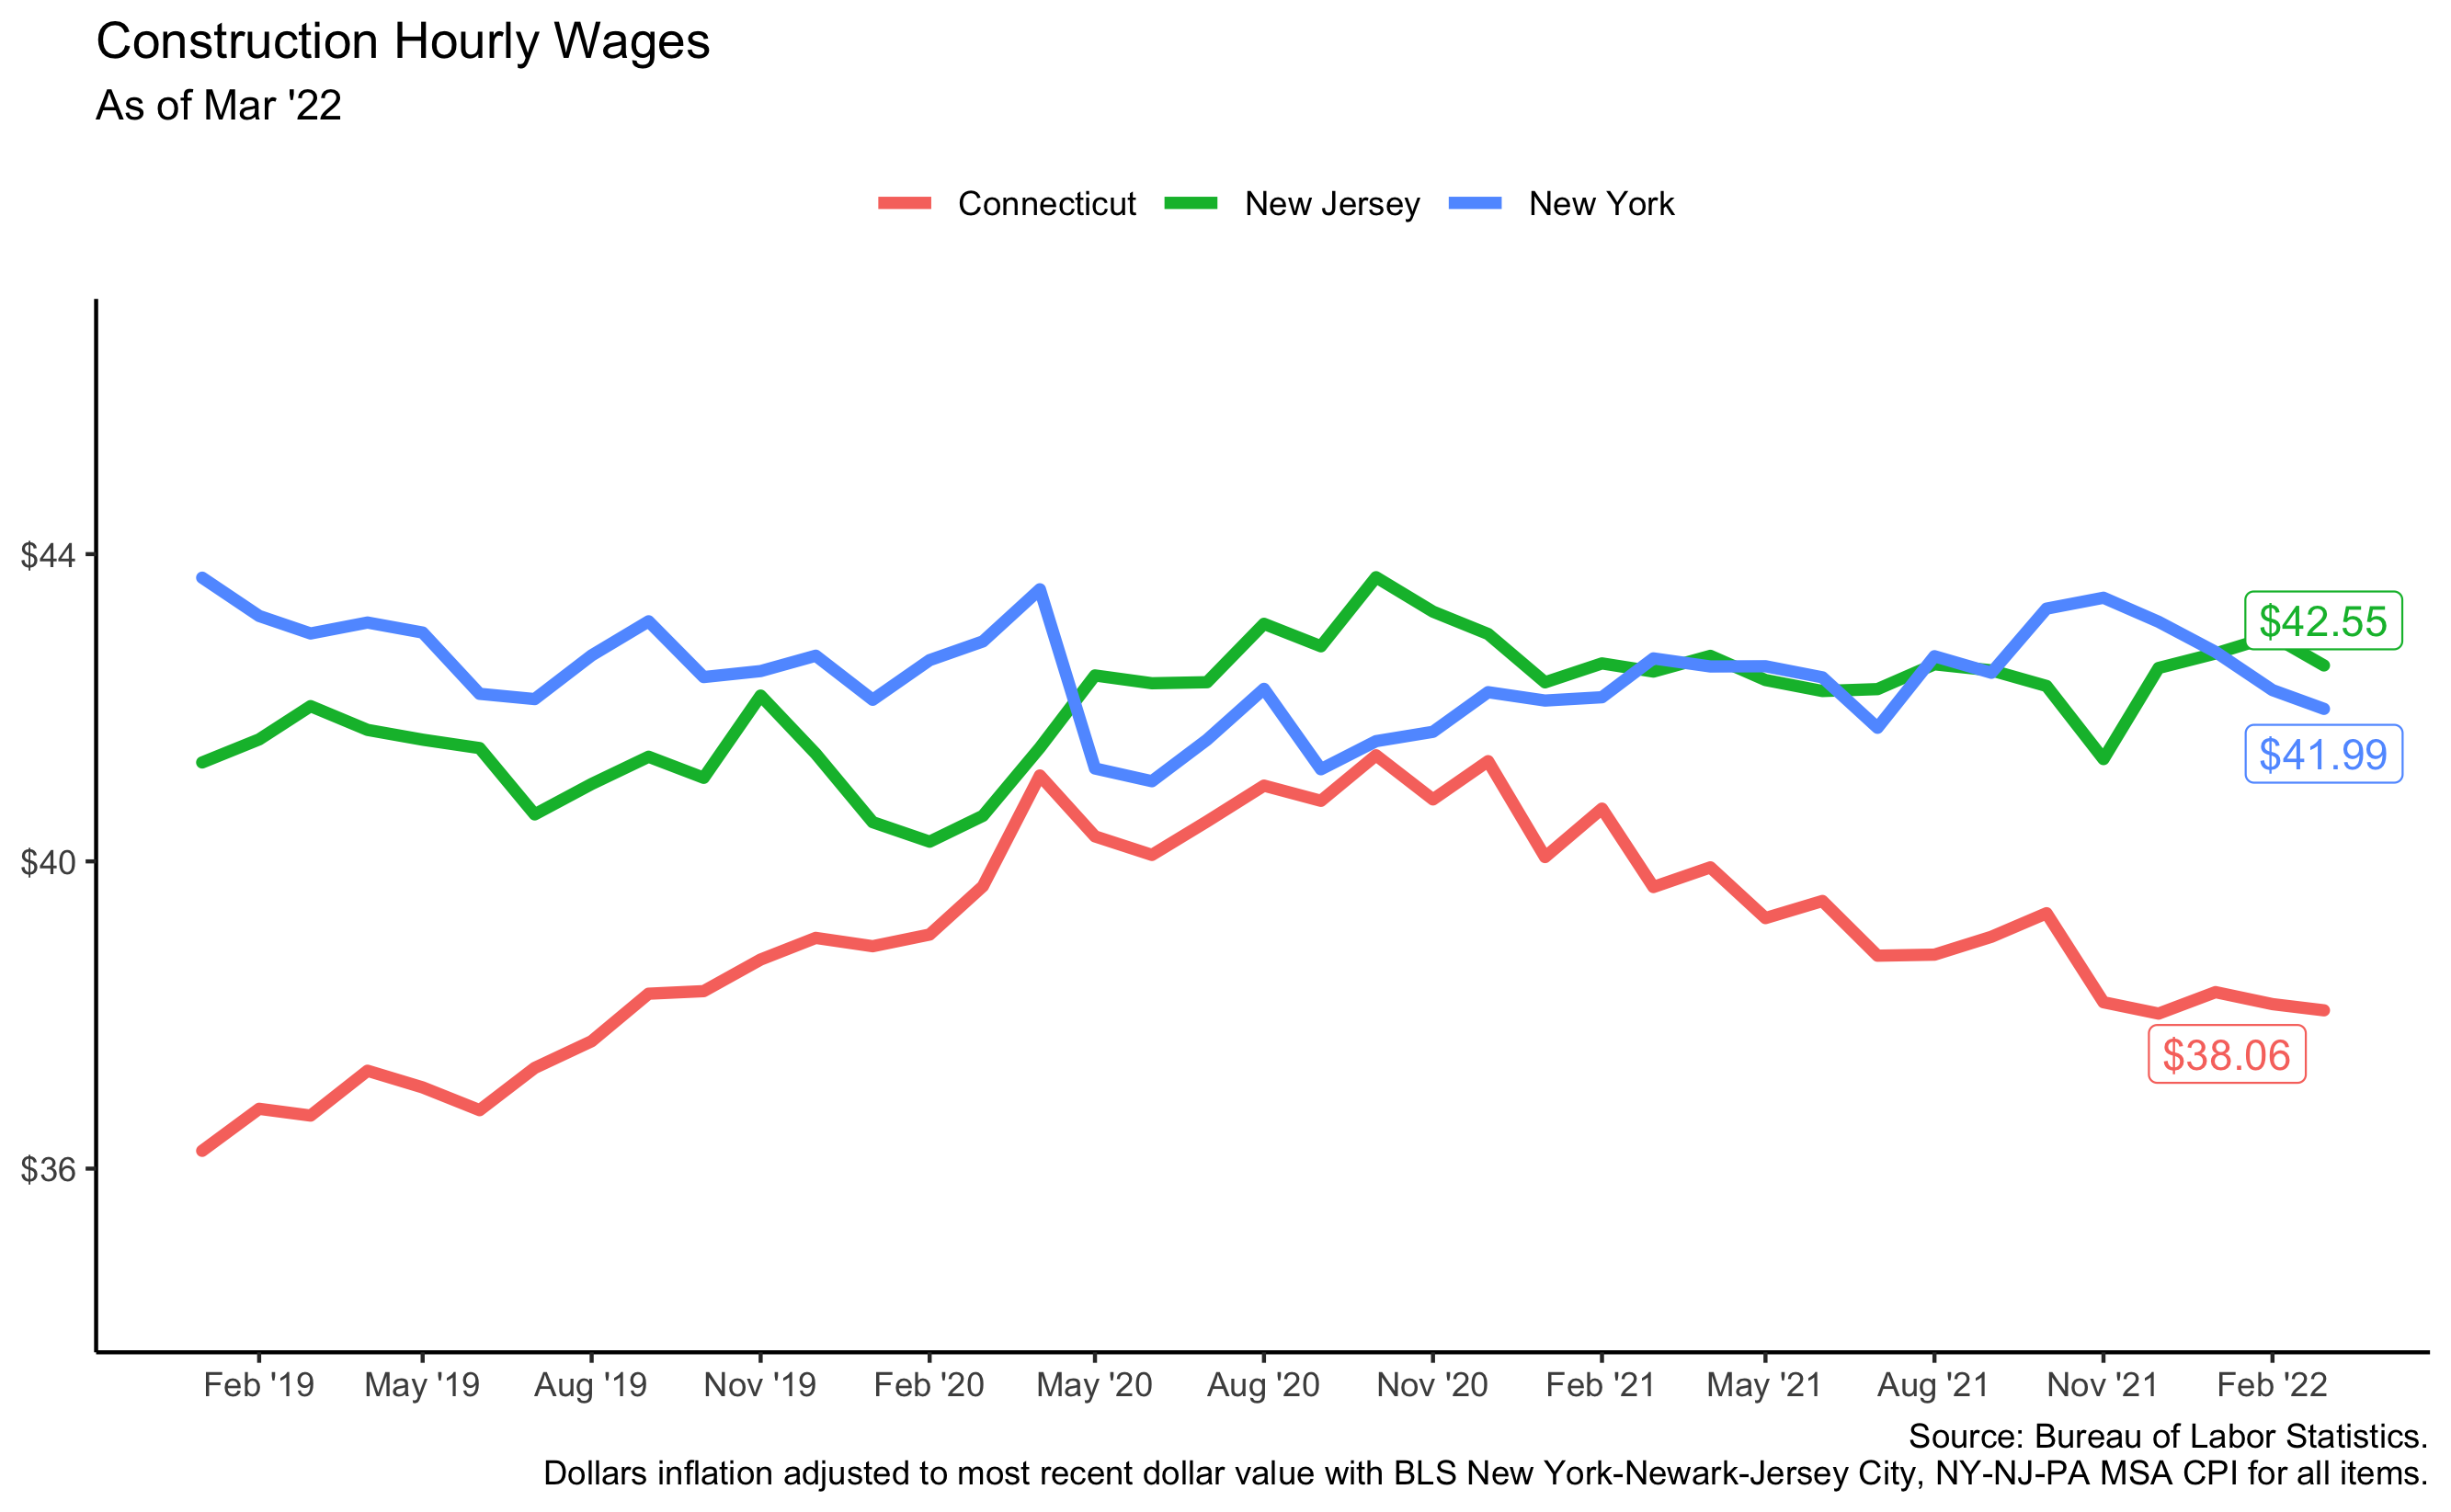 Construction Hourly Wages
As of Mar '22
Connecticut New Jersey New York
$44
$40
$36
$42.55
$41.99
$38.06
Feb '19 May '19 Aug '19 Nov '19 Feb '20 May '20 Aug '20 Nov '20 Feb '21 May '21 Aug '21 Nov '21 Feb '22
Source: Bureau of Labor Statistics.
Dollars inflation adjusted to most recent dollar value with BLS New York-Newark-Jersey City, NY-NJ-PA MSA CPI for all items.